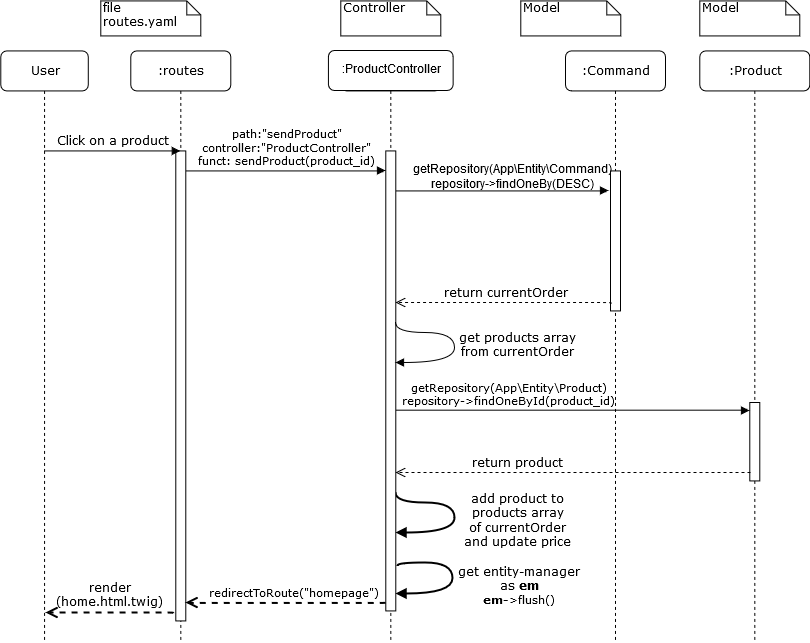 file
routes.yaml
Controller
Model
Model
User
:routes
:ProductController
:Command
:Product
Click on a product
path:"sendProduct"
controller:"ProductController"
funct: sendProduct(product_id)
getRepository(App\Entity\Command)
repository->findOneBy(DESC)
return currentOrder
get products array
from currentOrder
getRepository(App\Entity\Product)
repository->findOneById(product_id)
return product
add product to
products array
of currentOrder
and update price
get entity-manager
as em
em->flush()
redirectToRoute("homepage")
render
(home.html.twig)